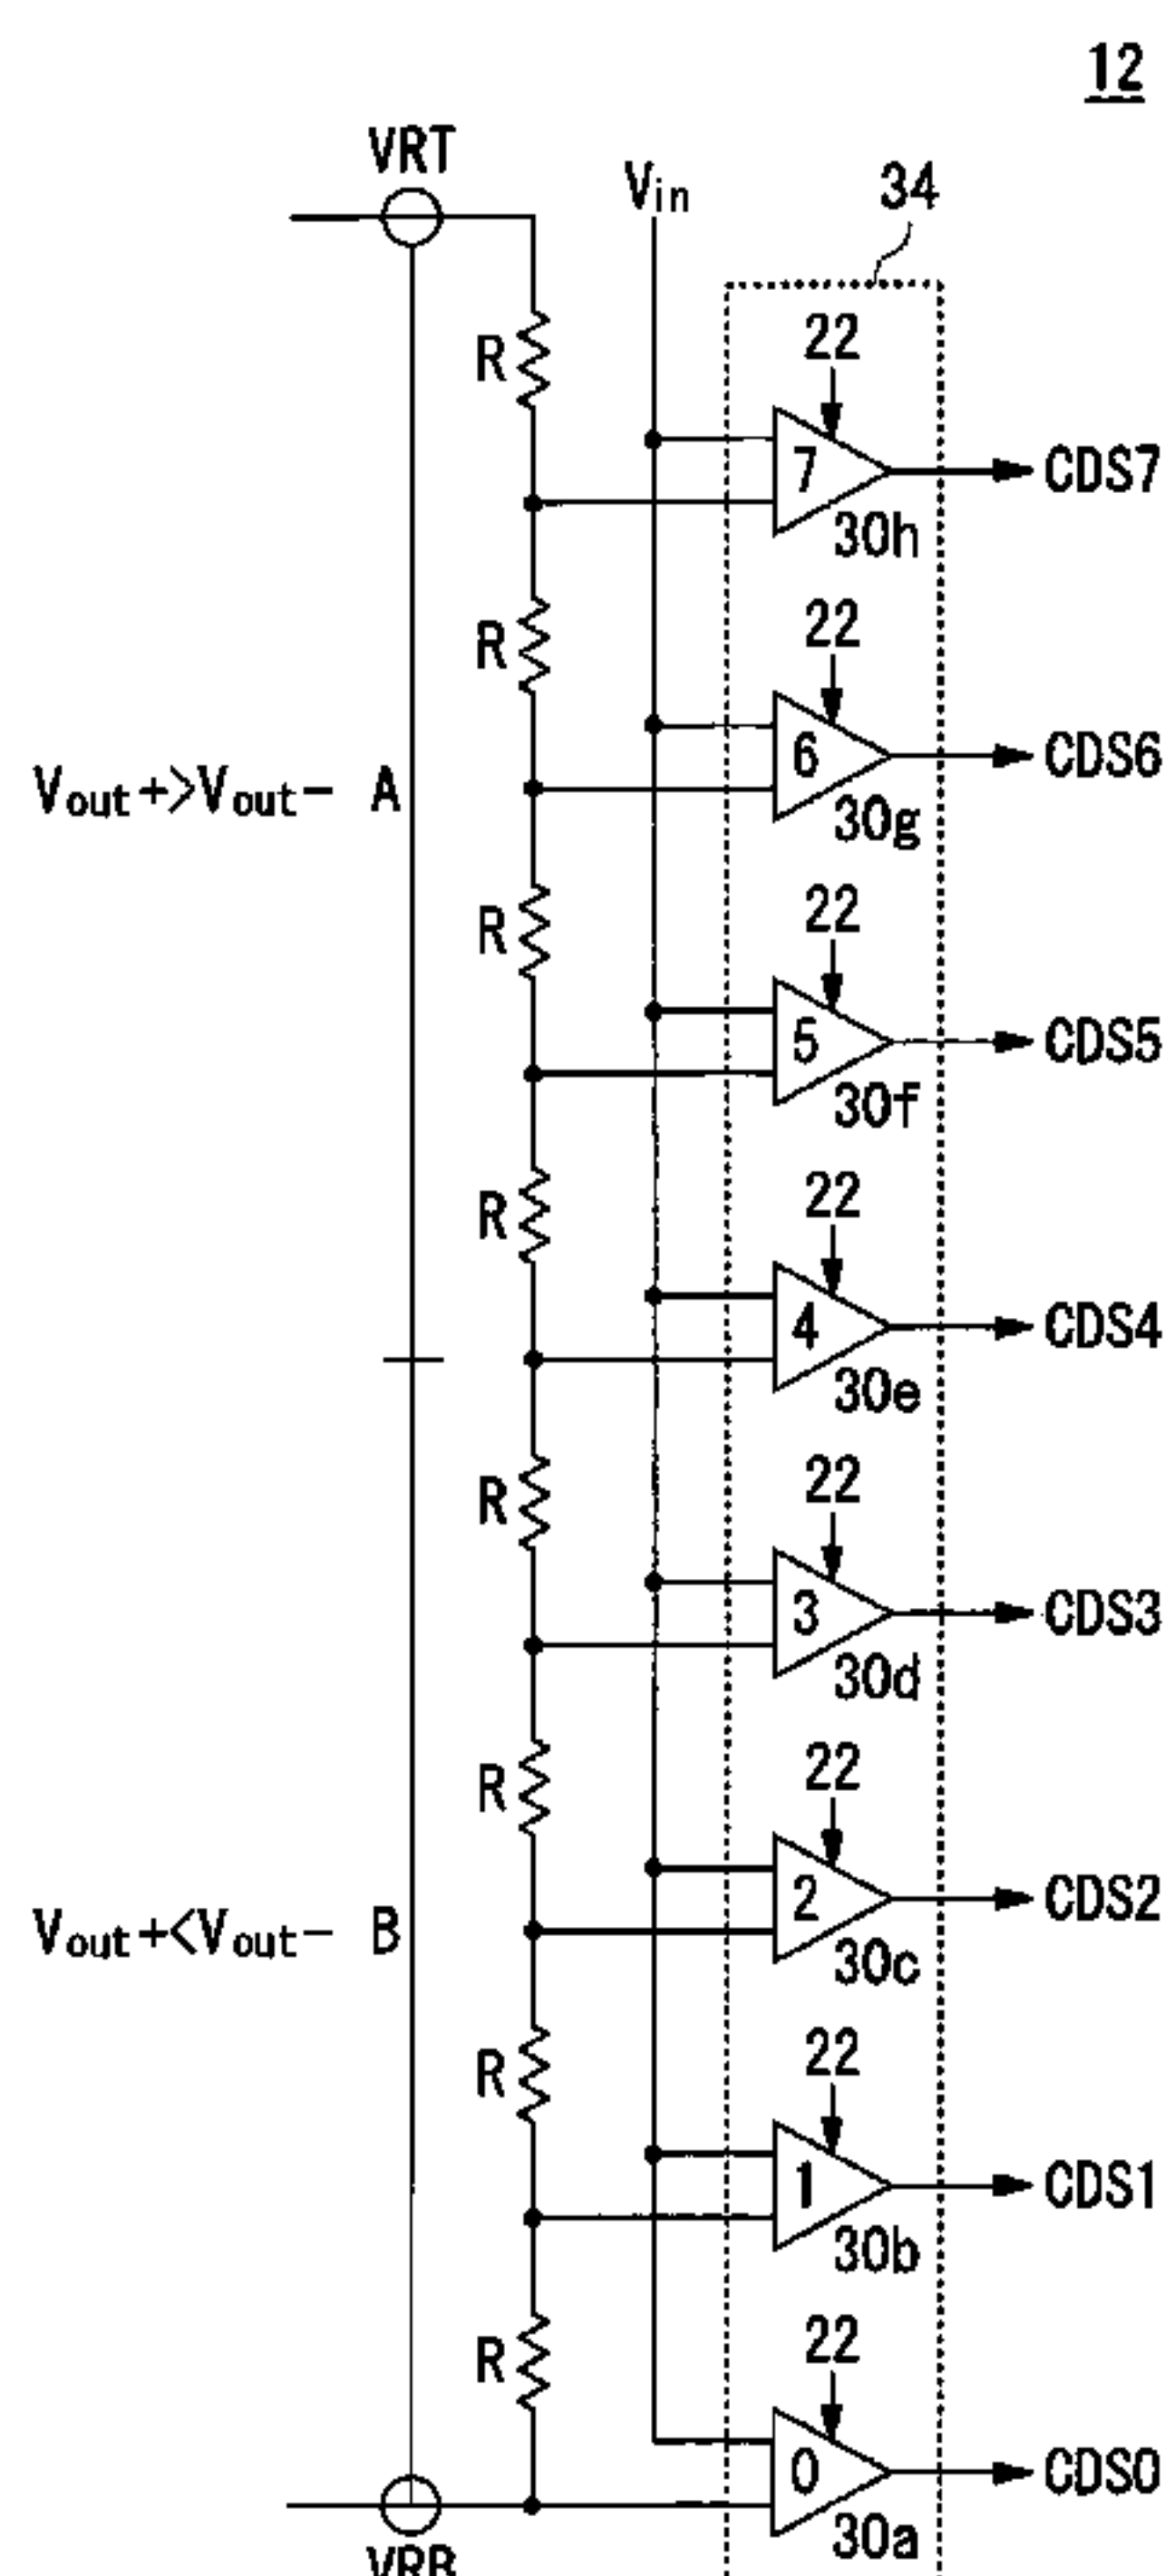 12
VRT
Vin
34
R
22
7
CDS7
30h
R
22
6
CDS6
30g
Vout+>Vout- A
R
22
5
CDS5
30f
R
22
4
CDS4
30e
R
22
3
CDS3
30d
R
22
2
CDS2
30c
Vout+<Vout- B
R
22
1
CDS1
30b
R
22
0
CDS0
30a
VRB